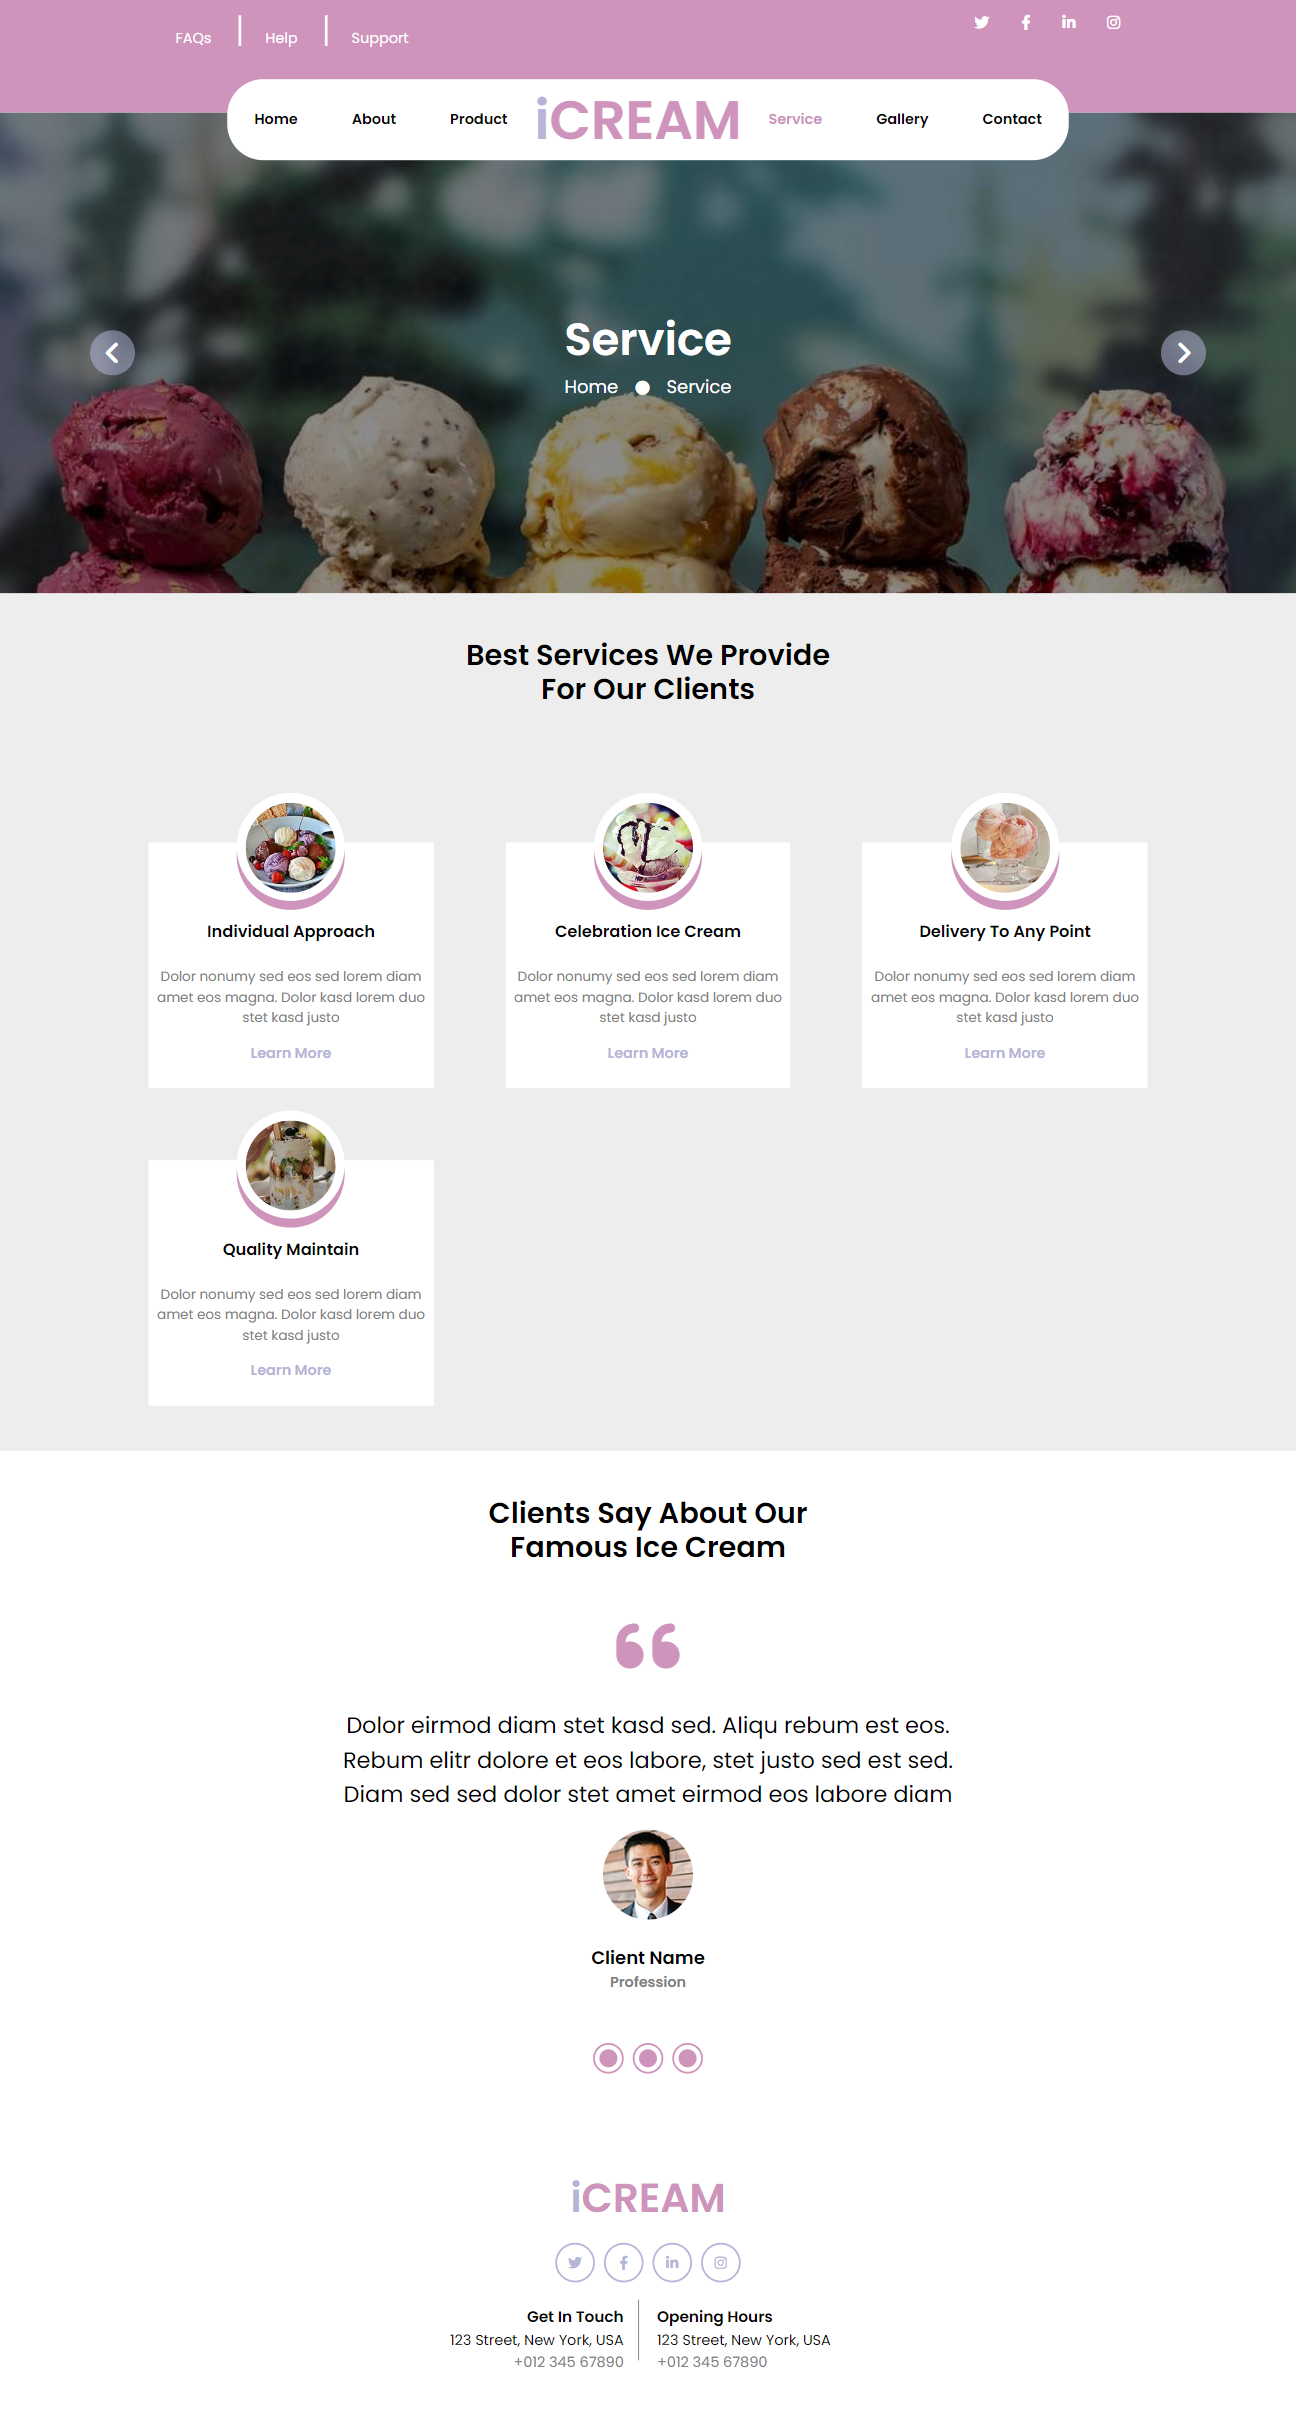 FAQs
Help
Support
Home
About
Product
iCREAM
Service
Gallery
Contact
Service
Home
Service
Best Services We Provide
For Our Clients
Individual Approach
Dolor nonumy sed eos sed lorem diam
amet eos magna. Dolor kasd lorem duo
stet kasd justo
Learn More
Celebration Ice Cream
Dolor nonumy sed eos sed lorem diam
amet eos magna. Dolor kasd lorem duo
stet kasd justo
Learn More
Delivery To Any Point
Dolor nonumy sed eos sed lorem diam
amet eos magna. Dolor kasd lorem duo
stet kasd justo
Learn More
Quality Maintain
Dolor nonumy sed eos sed lorem diam
amet eos magna. Dolor kasd lorem duo
stet kasd justo
Learn More
Clients Say About Our
Famous Ice Cream
Dolor eirmod diam stet kasd sed. Aliqu rebum est eos.
Rebum elitr dolore et eos labore, stet justo sed est sed.
Diam sed sed dolor stet amet eirmod eos labore diam
Client Name
Profession
iCREAM
Get In Touch
123 Street, New York, USA
+012 345 67890
Opening Hours
123 Street, New York, USA
+012 345 67890